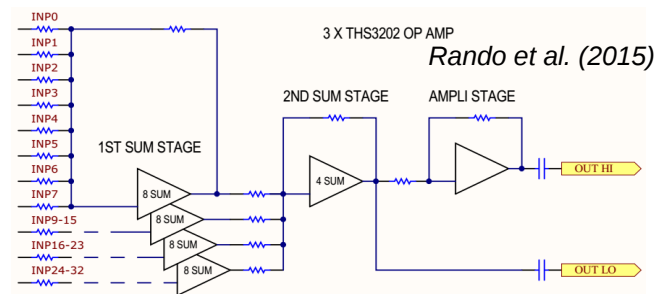 INP0
3 X THS3202 OP AMP
Rando et al. (2015)
INP1
INP2
INP3
2ND SUM STAGE
AMPLI STAGE
INP4
INP5
1ST SUM STAGE
INP6
OUT HI
INP7
8 SUM
4 SUM
INP9-15
8 SUM
INP16-23
8 SUM
INP24-32
8 SUM
OUT LO